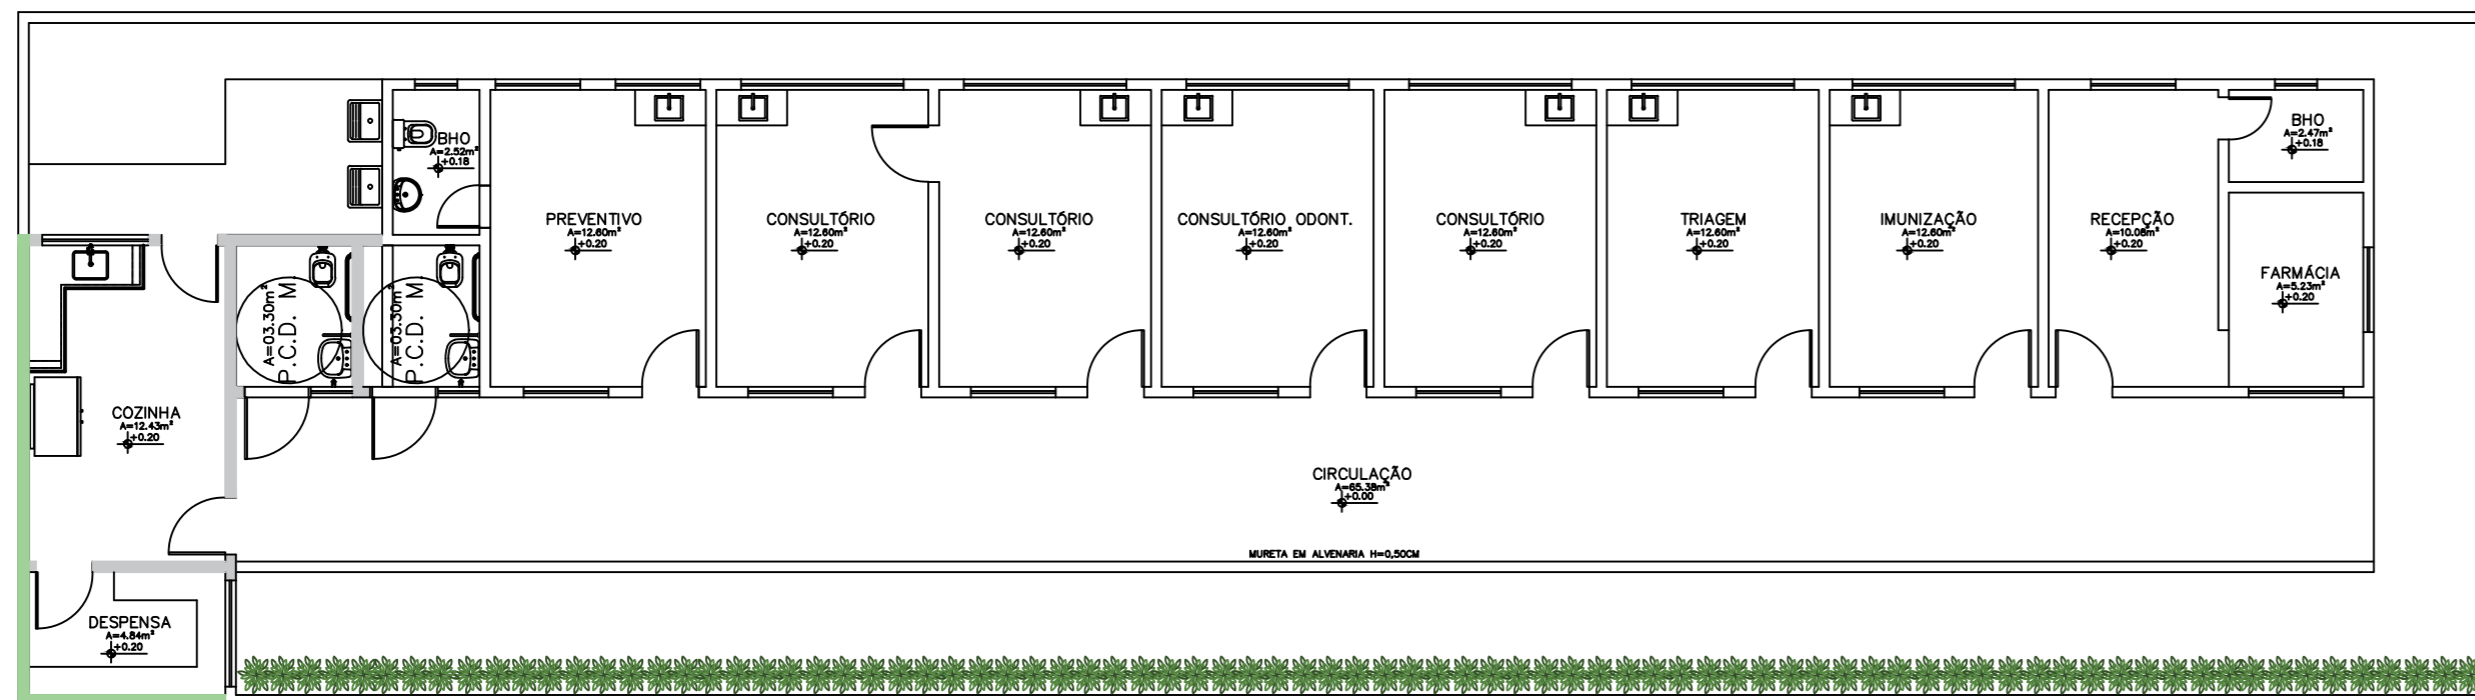 BHO
A=2.52m²
+0.18
PREVENTIVO
A=12.60m²
+0.20
CONSULTÓRIO
A=12.60m²
+0.20
CONSULTÓRIO
A=12.60m²
+0.20
CONSULTÓRIO ODONT.
A=12.60m²
+0.20
CONSULTÓRIO
A=12.60m²
+0.20
TRIAGEM
A=12.60m²
+0.20
IMUNIZAÇÃO
A=12.60m²
+0.20
RECEPÇÃO
A=10.08m²
+0.20
BHO
A=2.47m²
+0.18
FARMÁCIA
A=5.23m²
+0.20
A=03.30m²
P.C.D. M
A=03.30m²
P.C.D. M
COZINHA
A=12.43m²
+0.20
CIRCULAÇÃO
A=65.38m²
+0.00
MURETA EM ALVENARIA H=0,50CM
DESPENSA
A=4.84m²
+0.20